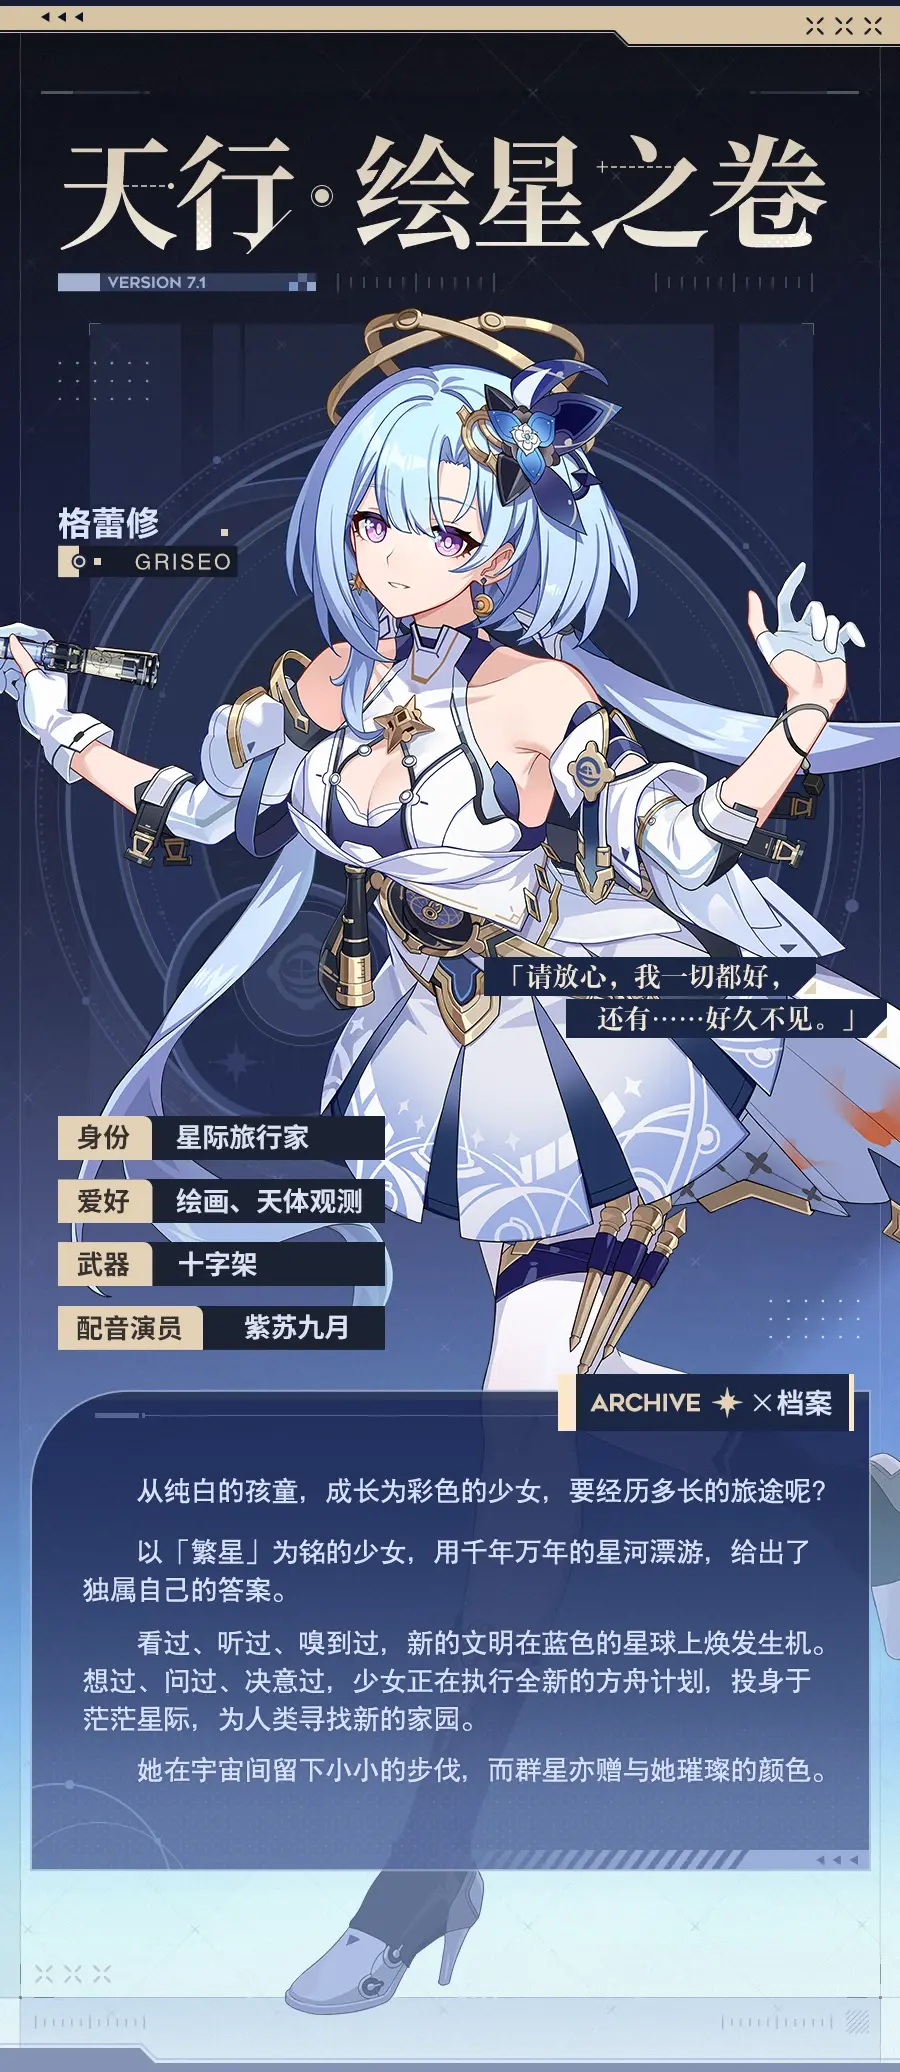 天行·绘星之卷
VERSION 7.1
格蕾修
GRISEO
「请放心，我一切都好，
还有……好久不见。」
身份 星际旅行家
爱好 绘画、天体观测
武器 十字架
配音演员 紫苏九月
ARCHIVE ×档案
从纯白的孩童，成长为彩色的少女，要经历多长的旅途呢？
以「繁星」为铭的少女，用千年万年的星河漂游，给出了
独属自己的答案。
看过、听过、嗅到过，新的文明在蓝色的星球上焕发生机。
想过、问过、决意过，少女正在执行全新的方舟计划，投身于
茫茫星际，为人类寻找新的家园。
她在宇宙间留下小小的步伐，而群星亦赠与她璀璨的颜色。